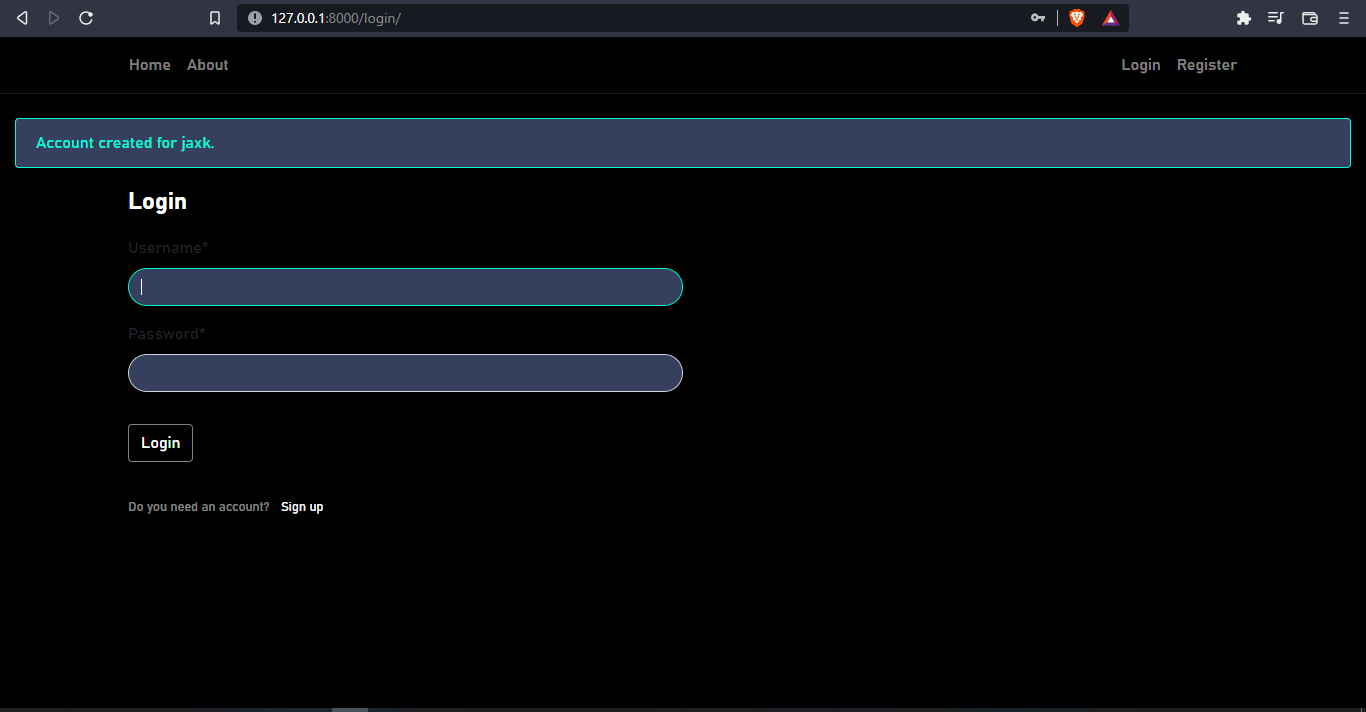 127.0.0.1:8000/login/
Home About Login Register
Account created for jaxk.
Login
Username*
Password*
Login
Do you need an account? Sign up